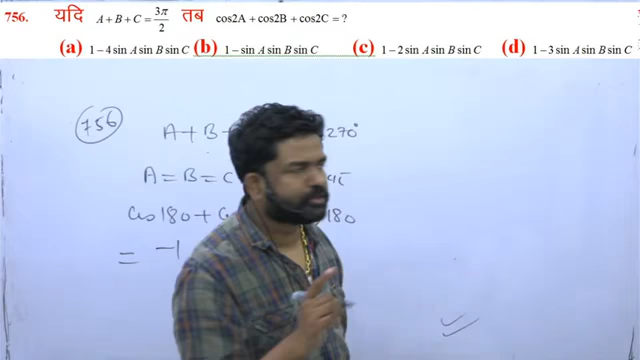 756. यदि A + B + C = 3π/2 तब cos2A + cos2B + cos2C = ?
(a) 1 – 4 sin A sin B sin C (b) 1 – sin A sin B sin C (c) 1 – 2 sin A sin B sin C (d) 1 – 3 sin A sin B sin C
756
A + B 270°
A = B = C
Cos 180 + 180
= –1